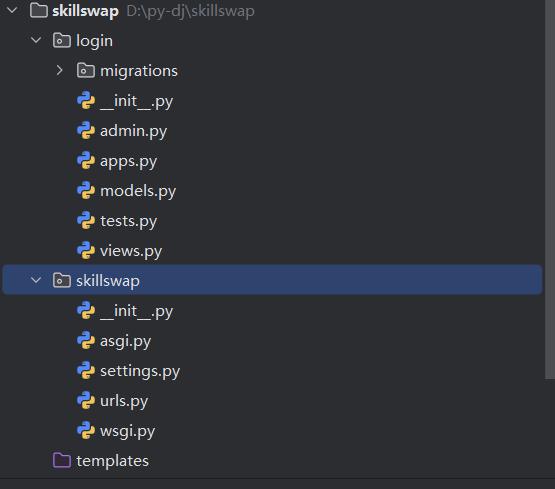 skillswap D:\py-dj\skillswap
login
migrations
__init__.py
admin.py
apps.py
models.py
tests.py
views.py
skillswap
__init__.py
asgi.py
settings.py
urls.py
wsgi.py
templates